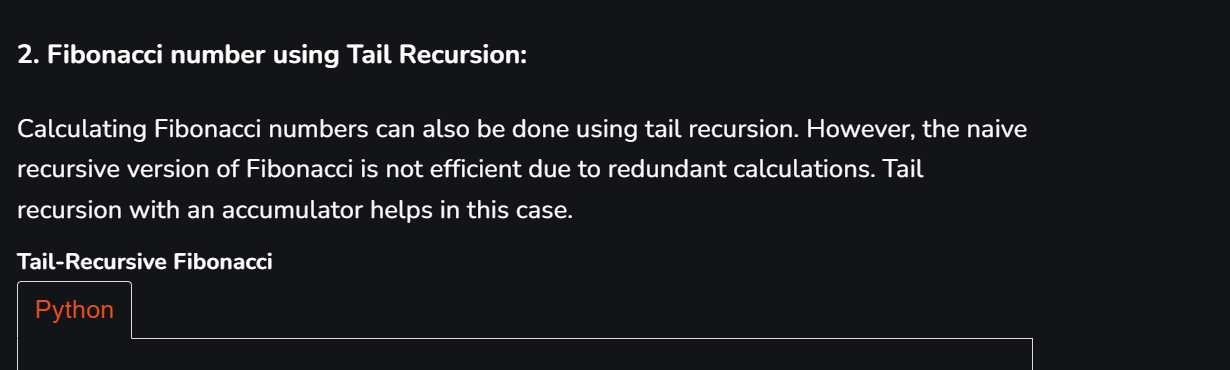 2. Fibonacci number using Tail Recursion:
Calculating Fibonacci numbers can also be done using tail recursion. However, the naive
recursive version of Fibonacci is not efficient due to redundant calculations. Tail
recursion with an accumulator helps in this case.
Tail-Recursive Fibonacci
Python